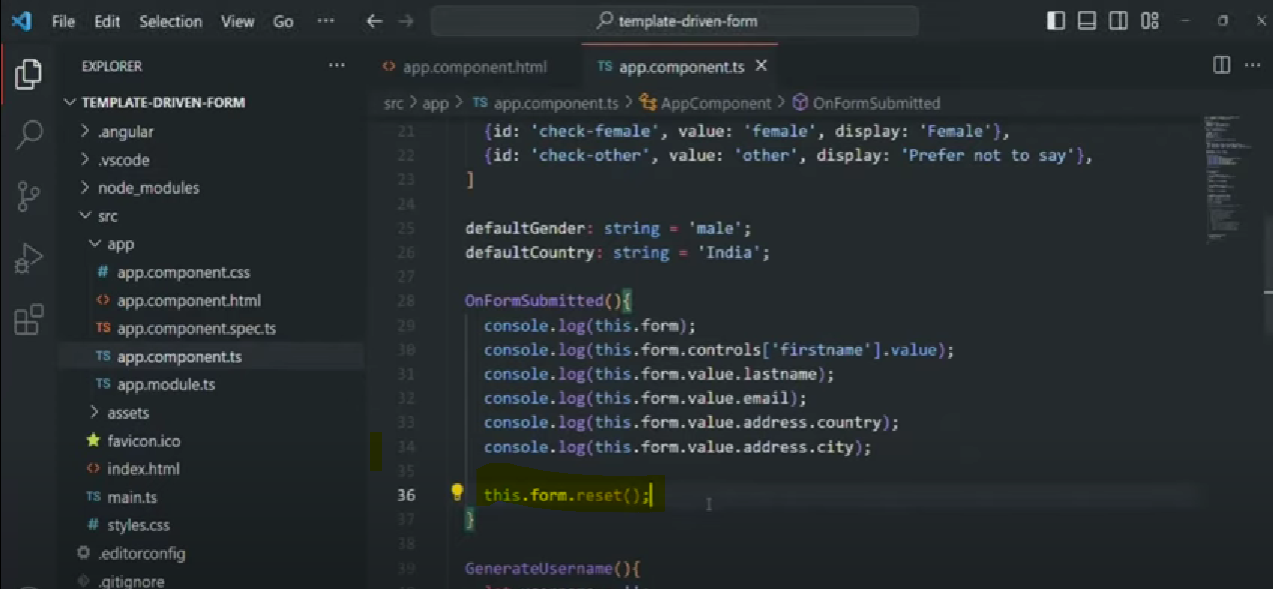 File Edit Selection View Go ··· template-driven-form
EXPLORER ···
TEMPLATE-DRIVEN-FORM
.angular
.vscode
node_modules
src
app
# app.component.css
<> app.component.html
TS app.component.spec.ts
TS app.component.ts
TS app.module.ts
assets
favicon.ico
<> index.html
TS main.ts
# styles.css
.editorconfig
.gitignore
<> app.component.html TS app.component.ts
src > app > TS app.component.ts > AppComponent > OnFormSubmitted
21 {id: 'check-female', value: 'female', display: 'Female'},
22 {id: 'check-other', value: 'other', display: 'Prefer not to say'},
23 ]
24
25 defaultGender: string = 'male';
26 defaultCountry: string = 'India';
27
28 OnFormSubmitted(){
29 console.log(this.form);
30 console.log(this.form.controls['firstname'].value);
31 console.log(this.form.value.lastname);
32 console.log(this.form.value.email);
33 console.log(this.form.value.address.country);
34 console.log(this.form.value.address.city);
35
36 this.form.reset();
37 }
38
39 GenerateUsername(){